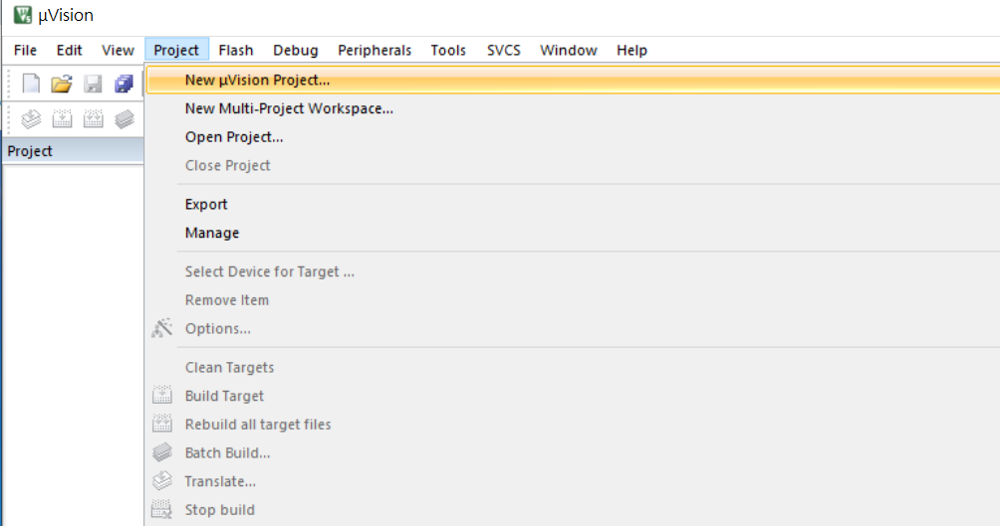 µVision
File Edit View Project Flash Debug Peripherals Tools SVCS Window Help
New µVision Project...
New Multi-Project Workspace...
Open Project...
Project
Close Project
Export
Manage
Select Device for Target ...
Remove Item
Options...
Clean Targets
Build Target
Rebuild all target files
Batch Build...
Translate...
Stop build